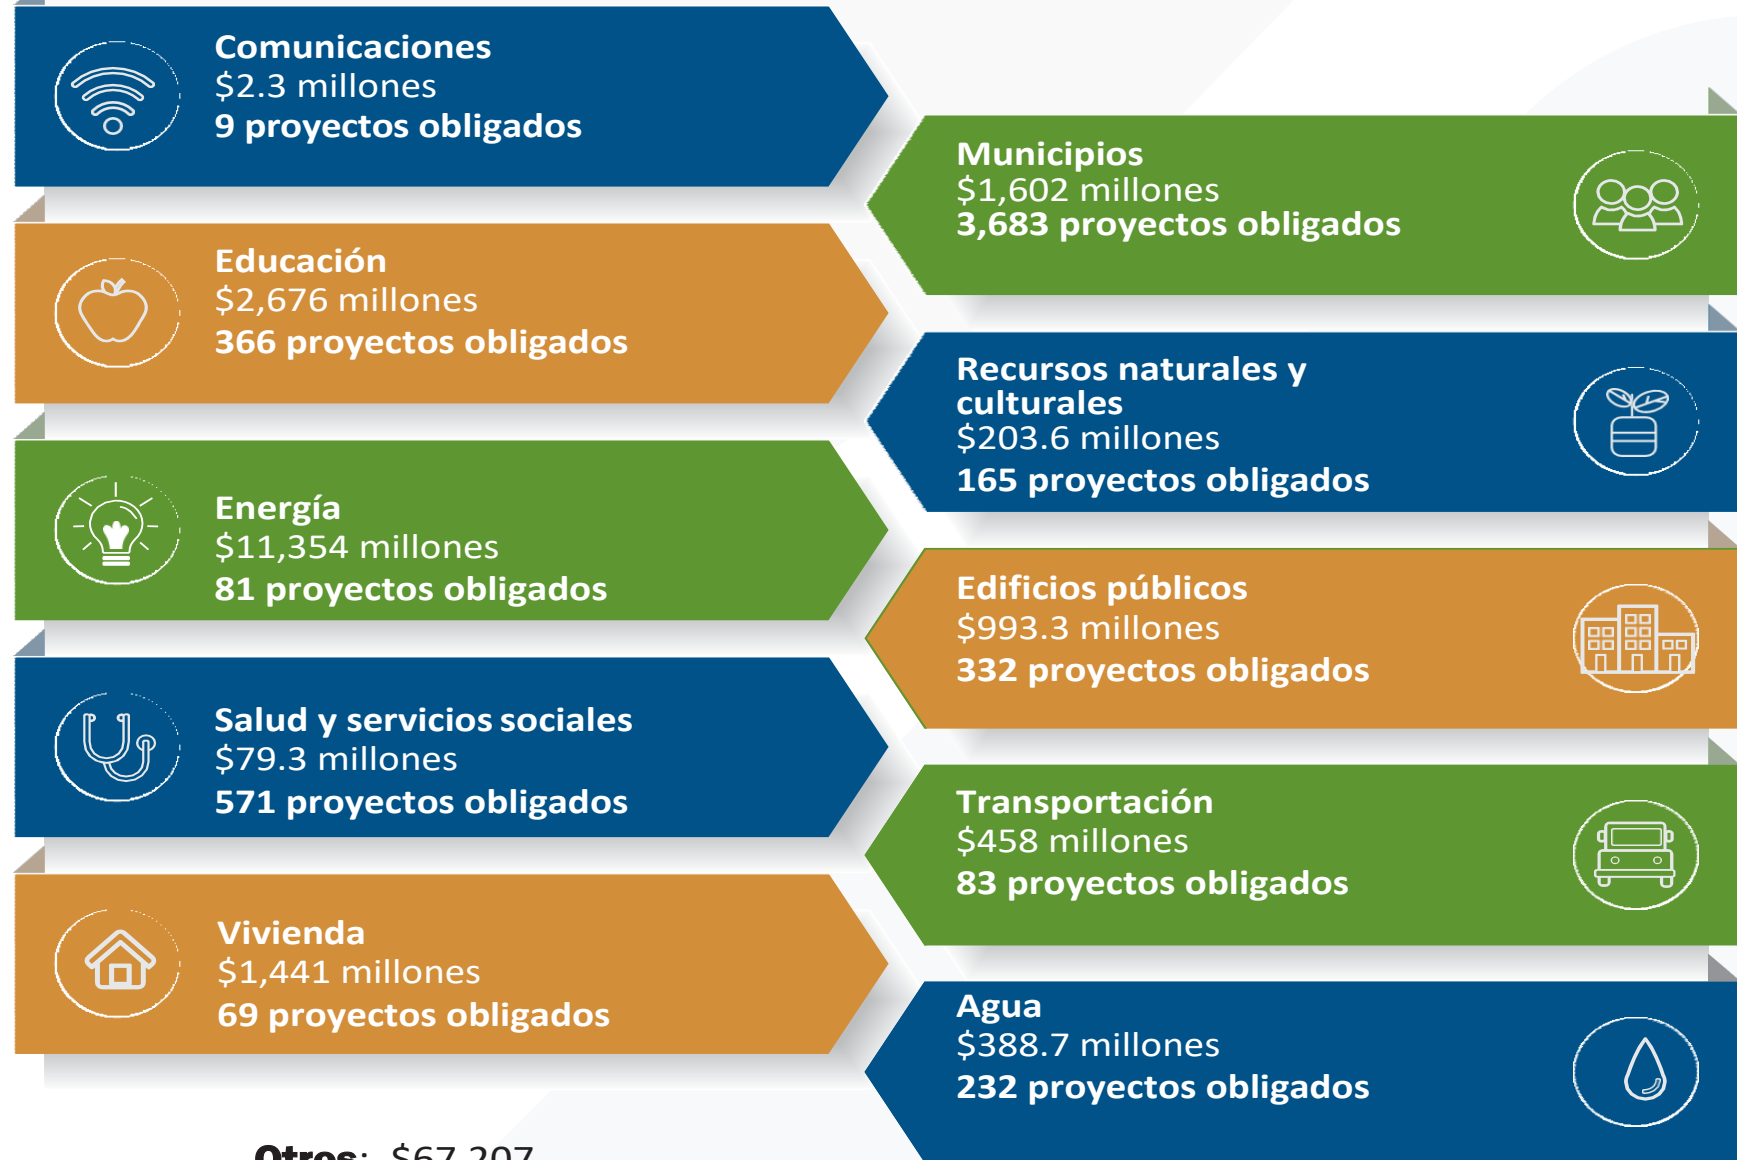 Comunicaciones
$2.3 millones
9 proyectos obligados
Municipios
$1,602 millones
3,683 proyectos obligados
Educación
$2,676 millones
366 proyectos obligados
Recursos naturales y
culturales
$203.6 millones
165 proyectos obligados
Energía
$11,354 millones
81 proyectos obligados
Edificios públicos
$993.3 millones
332 proyectos obligados
Salud y servicios sociales
$79.3 millones
571 proyectos obligados
Transportación
$458 millones
83 proyectos obligados
Vivienda
$1,441 millones
69 proyectos obligados
Agua
$388.7 millones
232 proyectos obligados
Otros: $67,207